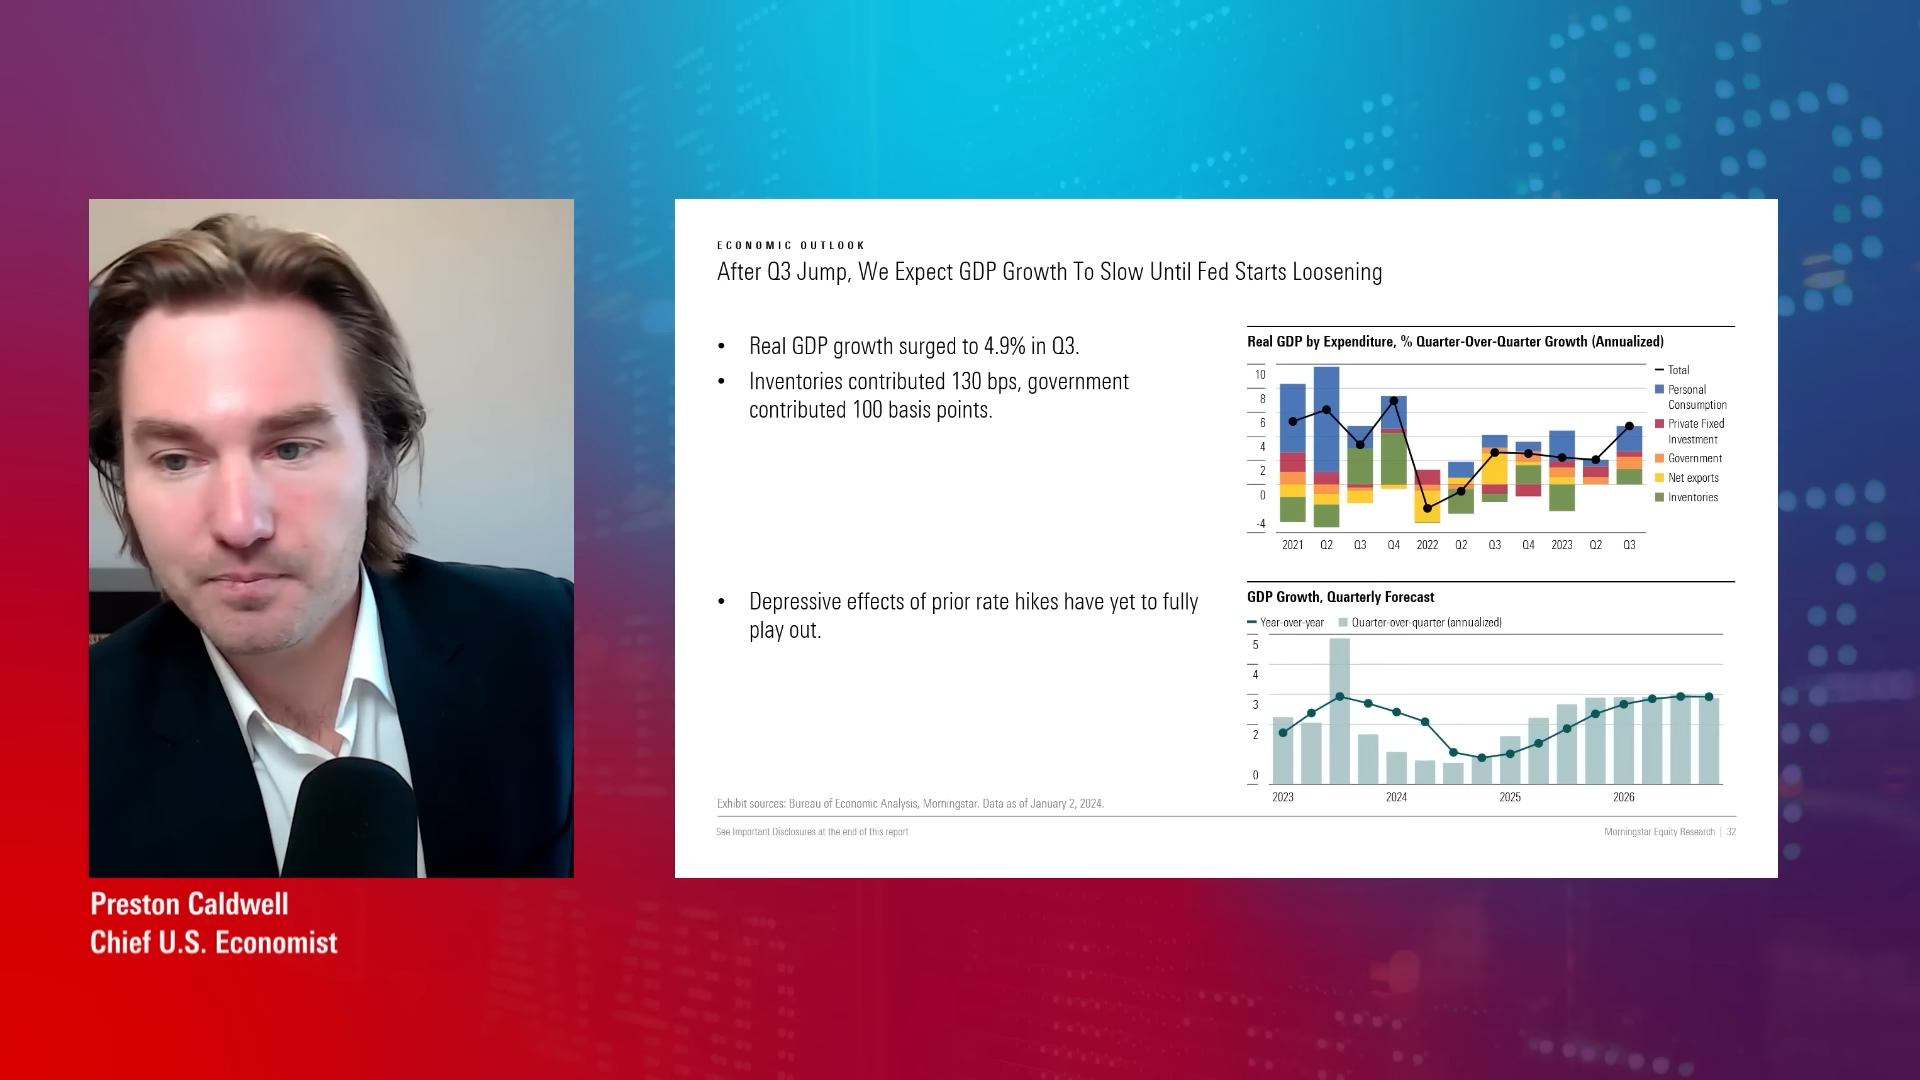 ECONOMIC OUTLOOK
After Q3 Jump, We Expect GDP Growth To Slow Until Fed Starts Loosening
• Real GDP growth surged to 4.9% in Q3.
• Inventories contributed 130 bps, government
contributed 100 basis points.
• Depressive effects of prior rate hikes have yet to fully
play out.
Real GDP by Expenditure, % Quarter-Over-Quarter Growth (Annualized)
10
8
6
4
2
0
-4
2021 Q2 Q3 Q4 2022 Q2 Q3 Q4 2023 Q2 Q3
Total
Personal
Consumption
Private Fixed
Investment
Government
Net exports
Inventories
GDP Growth, Quarterly Forecast
Year-over-year Quarter-over-quarter (annualized)
5
4
3
2
0
2023 2024 2025 2026
Exhibit sources: Bureau of Economic Analysis, Morningstar. Data as of January 2, 2024.
See Important Disclosures at the end of this report.
Morningstar Equity Research | 32
Preston Caldwell
Chief U.S. Economist